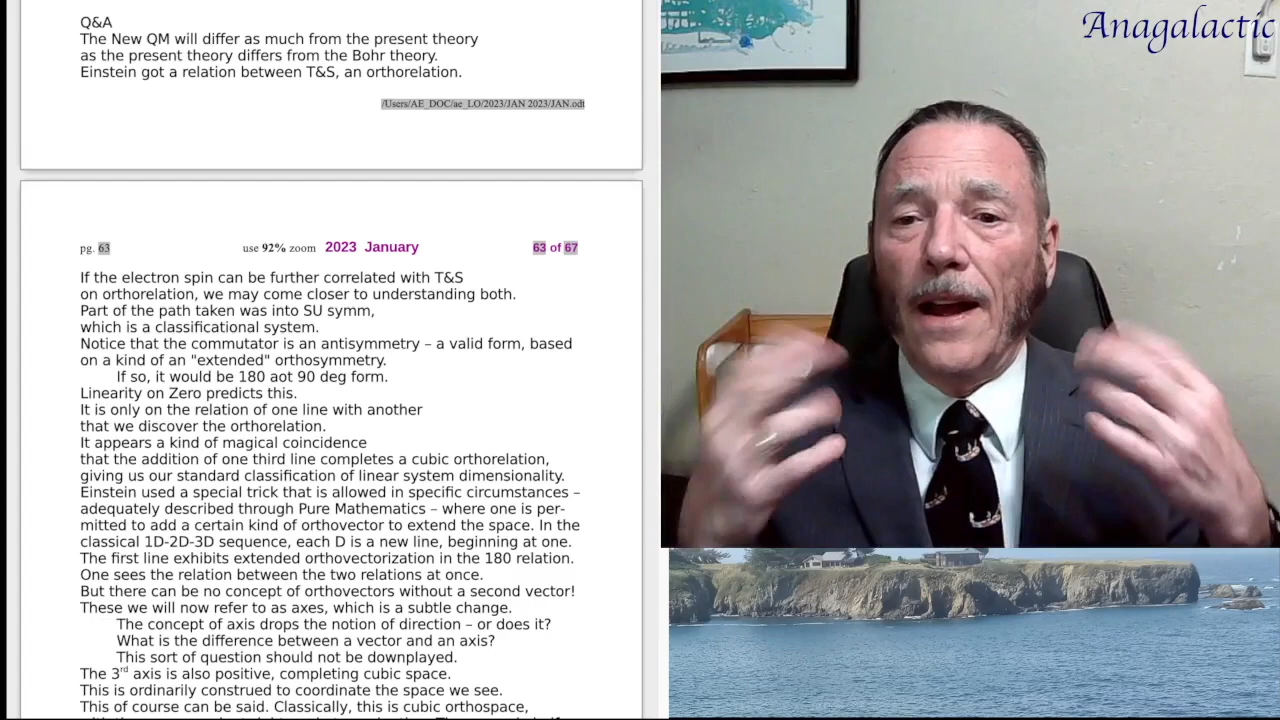 Q&A
The New QM will differ as much from the present theory
as the present theory differs from the Bohr theory.
Einstein got a relation between T&S, an orthorelation.
/Users/AE_DOC/ae_LO/2023/JAN 2023/JAN.odt
pg. 63 use 92% zoom 2023 January 63 of 67
If the electron spin can be further correlated with T&S
on orthorelation, we may come closer to understanding both.
Part of the path taken was into SU symm,
which is a classificational system.
Notice that the commutator is an antisymmetry – a valid form, based
on a kind of an "extended" orthosymmetry.
If so, it would be 180 aot 90 deg form.
Linearity on Zero predicts this.
It is only on the relation of one line with another
that we discover the orthorelation.
It appears a kind of magical coincidence
that the addition of one third line completes a cubic orthorelation,
giving us our standard classification of linear system dimensionality.
Einstein used a special trick that is allowed in specific circumstances –
adequately described through Pure Mathematics – where one is per-
mitted to add a certain kind of orthovector to extend the space. In the
classical 1D-2D-3D sequence, each D is a new line, beginning at one.
The first line exhibits extended orthovectorization in the 180 relation.
One sees the relation between the two relations at once.
But there can be no concept of orthovectors without a second vector!
These we will now refer to as axes, which is a subtle change.
The concept of axis drops the notion of direction – or does it?
What is the difference between a vector and an axis?
This sort of question should not be downplayed.
The 3rd axis is also positive, completing cubic space.
This is ordinarily construed to coordinate the space we see.
This of course can be said. Classically, this is cubic orthospace,
Anagalactic